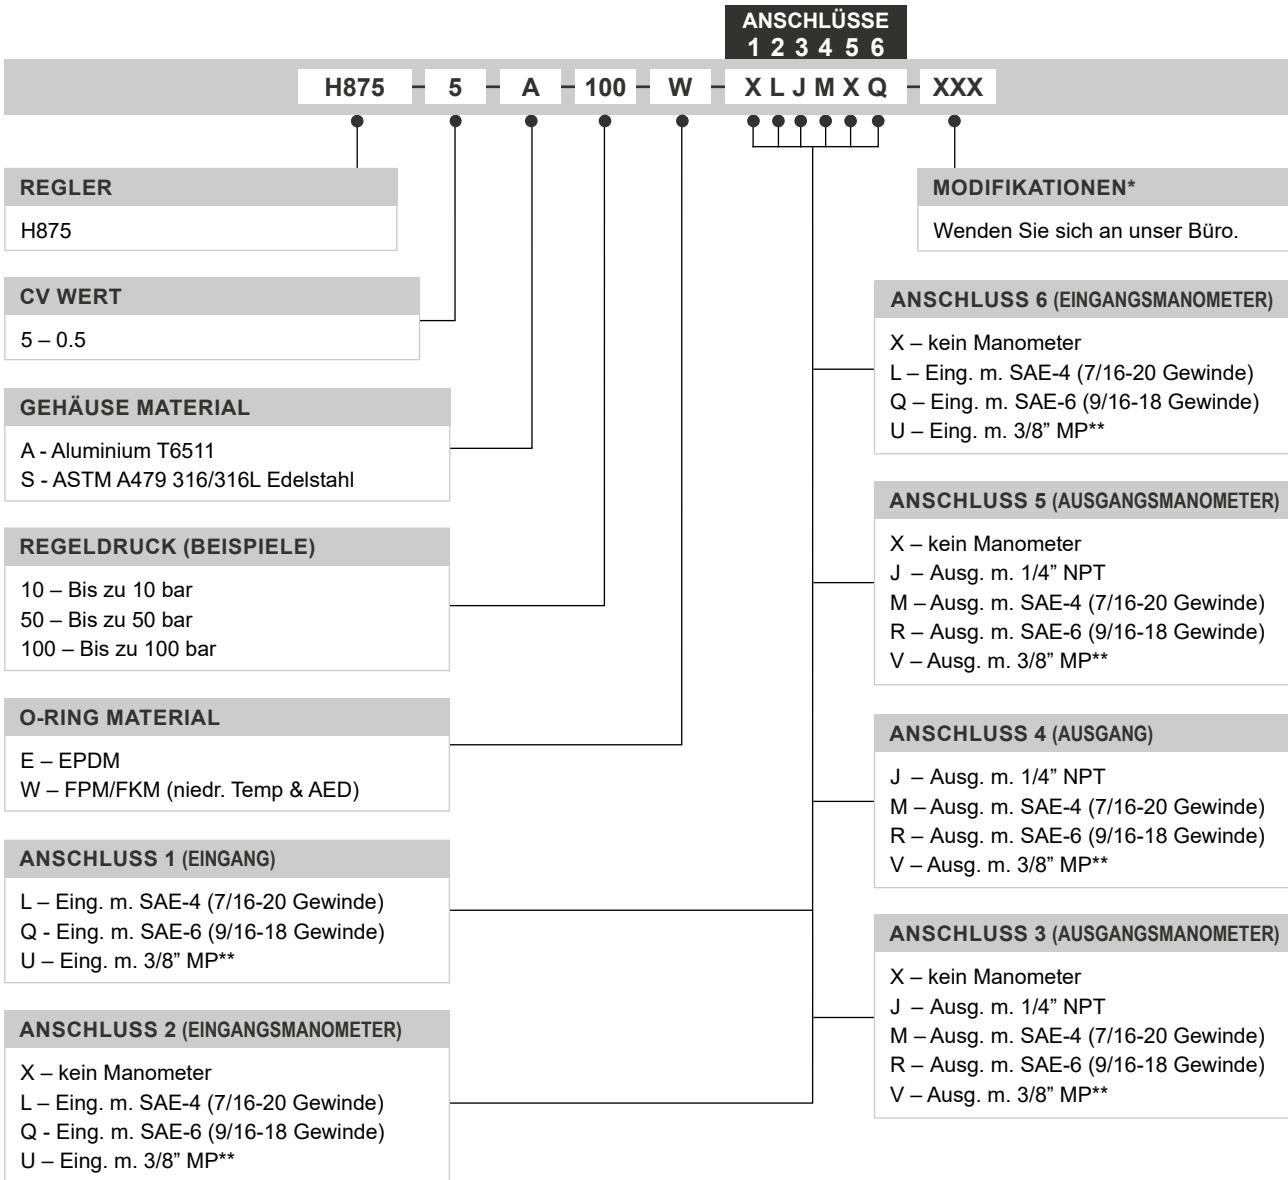 ANSCHLÜSSE
1 2 3 4 5 6
H875 - 5 - A - 100 - W - X L J M X Q - XXX
REGLER
H875
CV WERT
5 – 0.5
GEHÄUSE MATERIAL
A - Aluminium T6511
S - ASTM A479 316/316L Edelstahl
REGELDRUCK (BEISPIELE)
10 – Bis zu 10 bar
50 – Bis zu 50 bar
100 – Bis zu 100 bar
O-RING MATERIAL
E – EPDM
W – FPM/FKM (niedr. Temp & AED)
ANSCHLUSS 1 (EINGANG)
L – Eing. m. SAE-4 (7/16-20 Gewinde)
Q - Eing. m. SAE-6 (9/16-18 Gewinde)
U – Eing. m. 3/8” MP**
ANSCHLUSS 2 (EINGANGSMANOMETER)
X – kein Manometer
L – Eing. m. SAE-4 (7/16-20 Gewinde)
Q - Eing. m. SAE-6 (9/16-18 Gewinde)
U – Eing. m. 3/8” MP**
MODIFIKATIONEN*
Wenden Sie sich an unser Büro.
ANSCHLUSS 6 (EINGANGSMANOMETER)
X – kein Manometer
L – Eing. m. SAE-4 (7/16-20 Gewinde)
Q – Eing. m. SAE-6 (9/16-18 Gewinde)
U – Eing. m. 3/8” MP**
ANSCHLUSS 5 (AUSGANGSMANOMETER)
X – kein Manometer
J – Ausg. m. 1/4” NPT
M – Ausg. m. SAE-4 (7/16-20 Gewinde)
R – Ausg. m. SAE-6 (9/16-18 Gewinde)
V – Ausg. m. 3/8” MP**
ANSCHLUSS 4 (AUSGANG)
J – Ausg. m. 1/4” NPT
M – Ausg. m. SAE-4 (7/16-20 Gewinde)
R – Ausg. m. SAE-6 (9/16-18 Gewinde)
V – Ausg. m. 3/8” MP**
ANSCHLUSS 3 (AUSGANGSMANOMETER)
X – kein Manometer
J – Ausg. m. 1/4” NPT
M – Ausg. m. SAE-4 (7/16-20 Gewinde)
R – Ausg. m. SAE-6 (9/16-18 Gewinde)
V – Ausg. m. 3/8” MP**